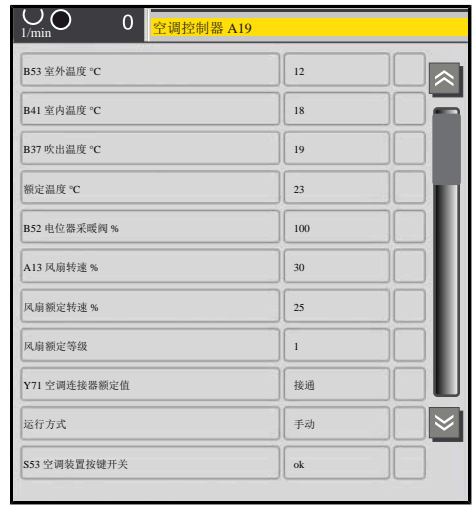 1/min 0 空调控制器 A19
B53 室外温度 °C 12
B41 室内温度 °C 18
B37 吹出温度 °C 19
额定温度 °C 23
B52 电位器采暖阀 % 100
A13 风扇转速 % 30
风扇额定转速 % 25
风扇额定等级 1
Y71 空调连接器额定值 接通
运行方式 手动
S53 空调装置按键开关 ok